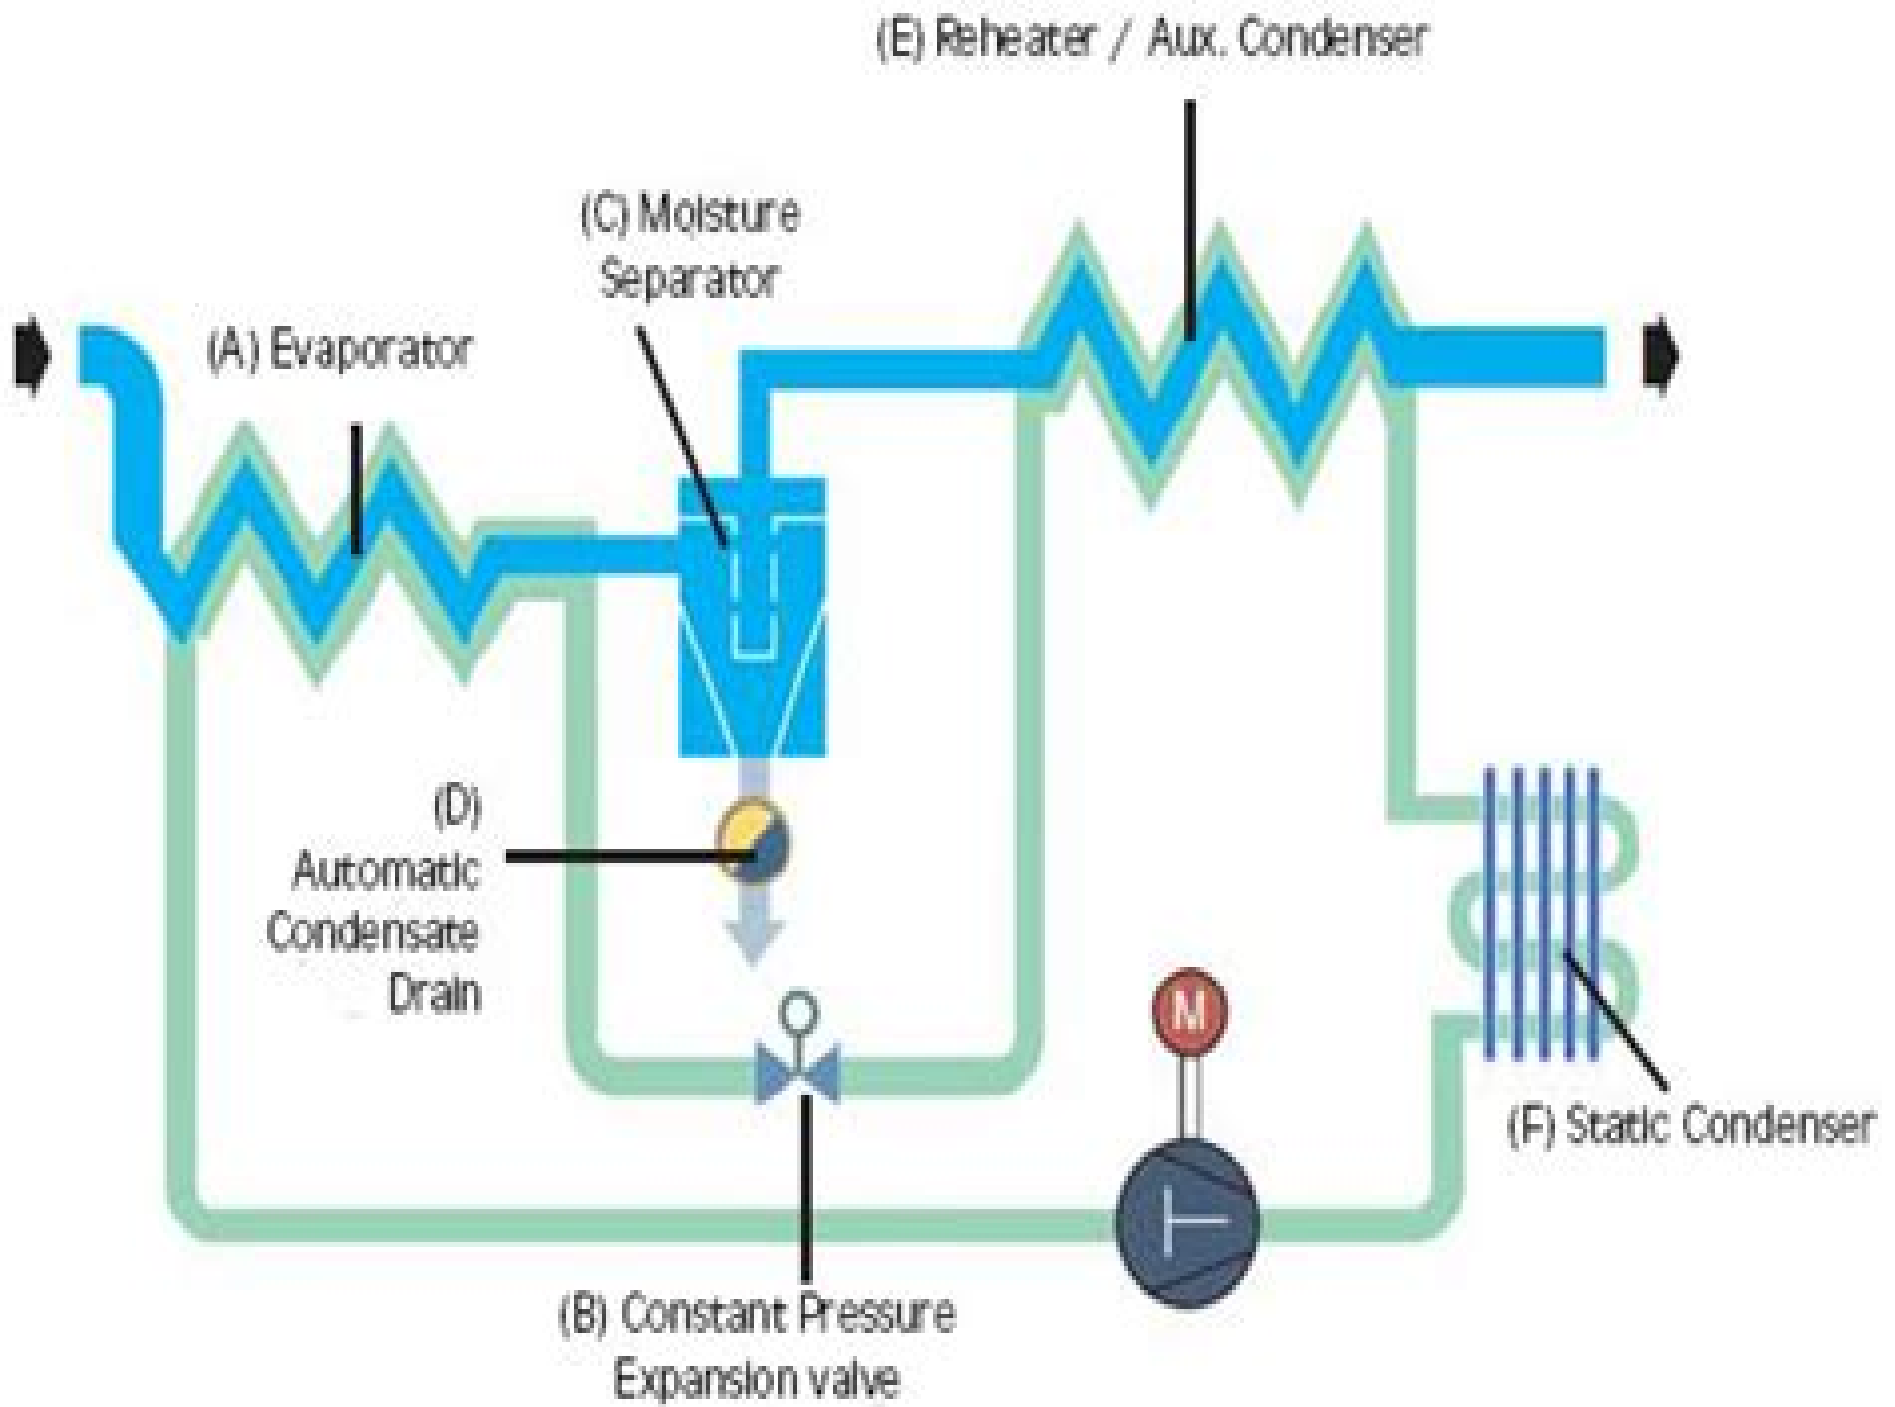 (E) Reheater / Aux. Condenser
(C) Moisture
Separator
(A) Evaporator
(D)
Automatic
Condensate
Drain
M
(F) Static Condenser
(B) Constant Pressure
Expansion valve